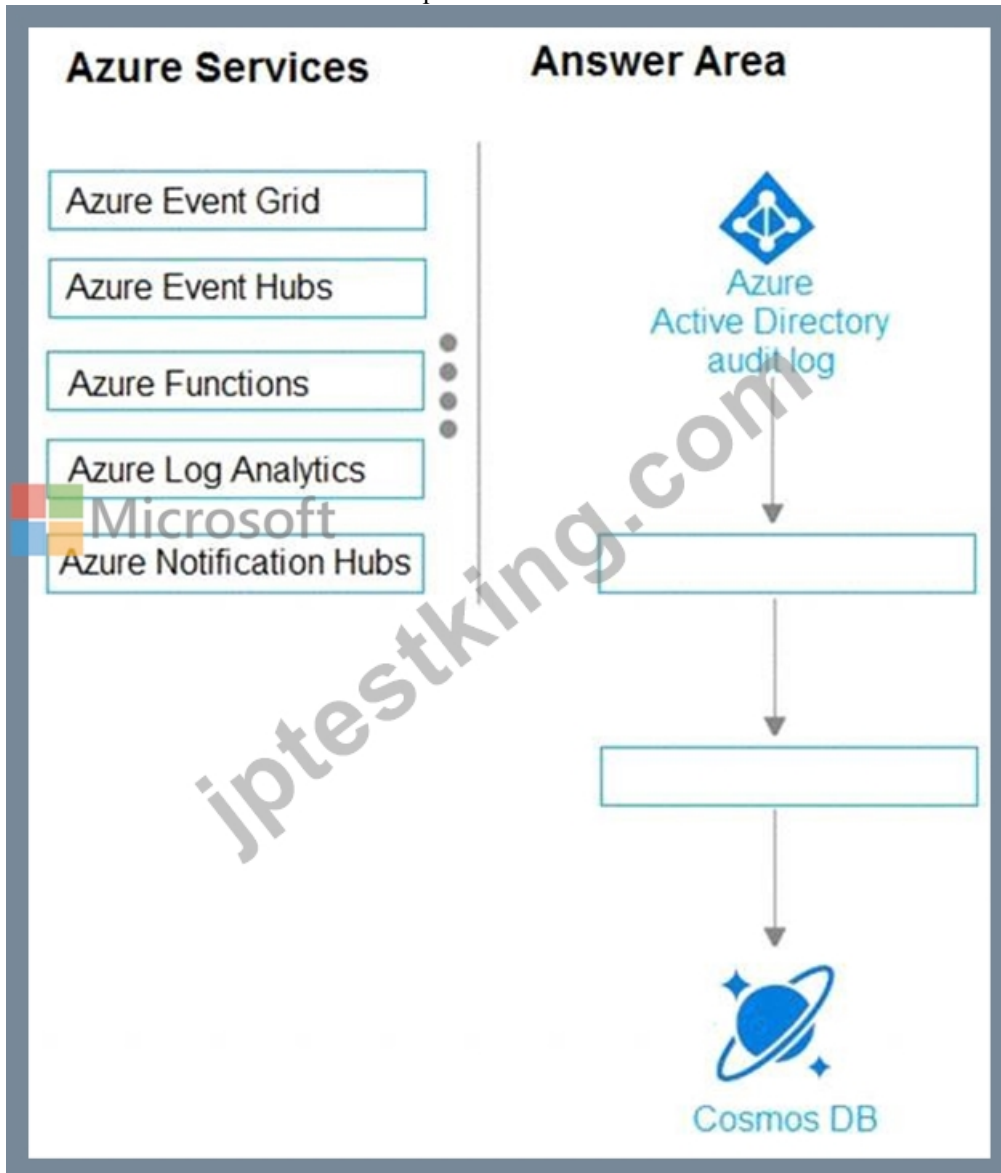 Azure Services
Answer Area
Azure Event Grid
Azure Event Hubs
Azure Functions
Azure Log Analytics
Microsoft
Azure Notification Hubs
Azure
Active Directory
audit log
jptestking.com
Cosmos DB